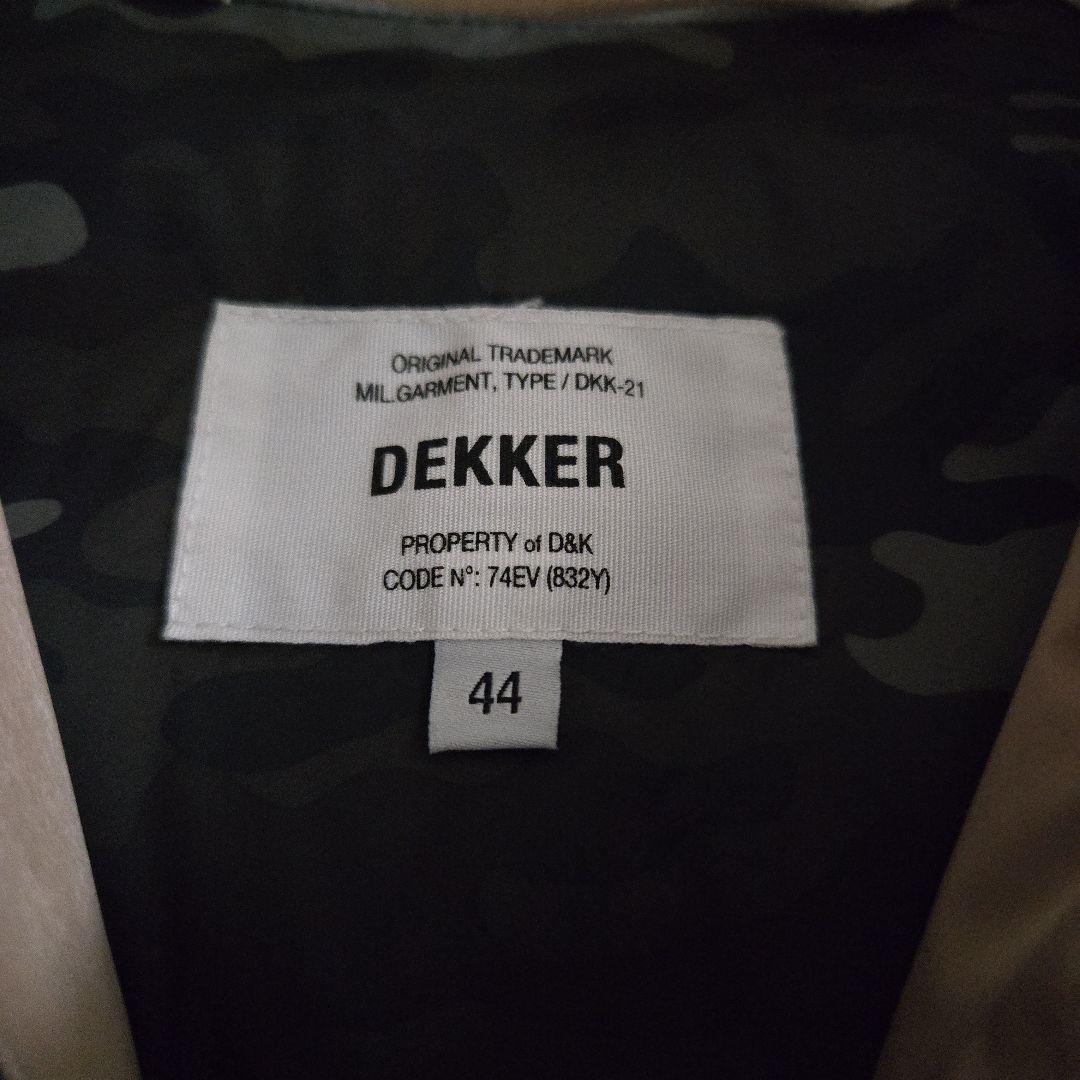 ORIGINAL TRADEMARK
MIL.GARMENT, TYPE / DKK-21
DEKKER
PROPERTY of D&K
CODE N°: 74EV (832Y)
44